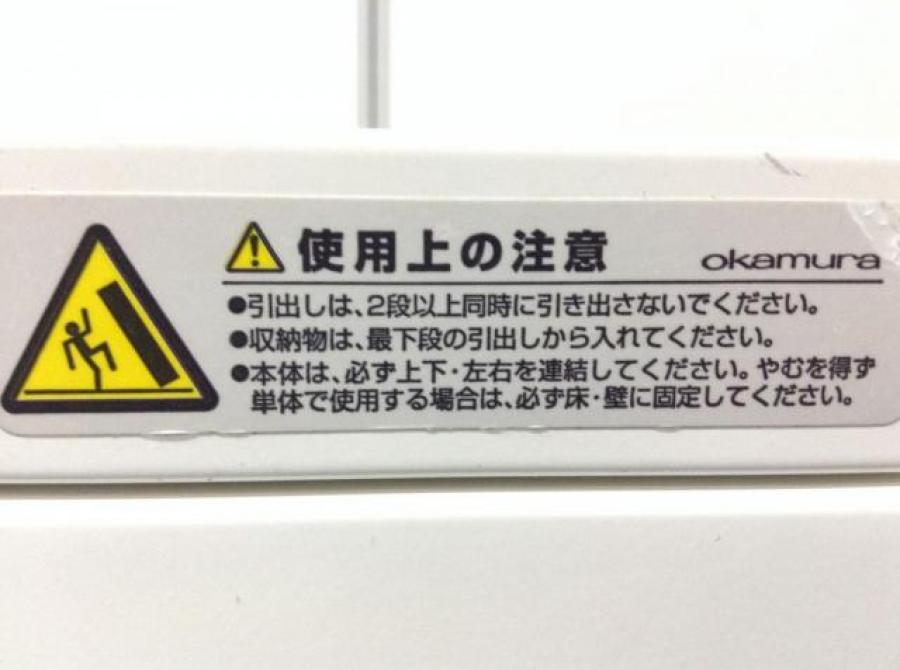 使用上の注意 okamura
●引出しは、2段以上同時に引き出さないでください。
●収納物は、最下段の引出しから入れてください。
●本体は、必ず上下・左右を連結してください。やむを得ず
単体で使用する場合は、必ず床・壁に固定してください。